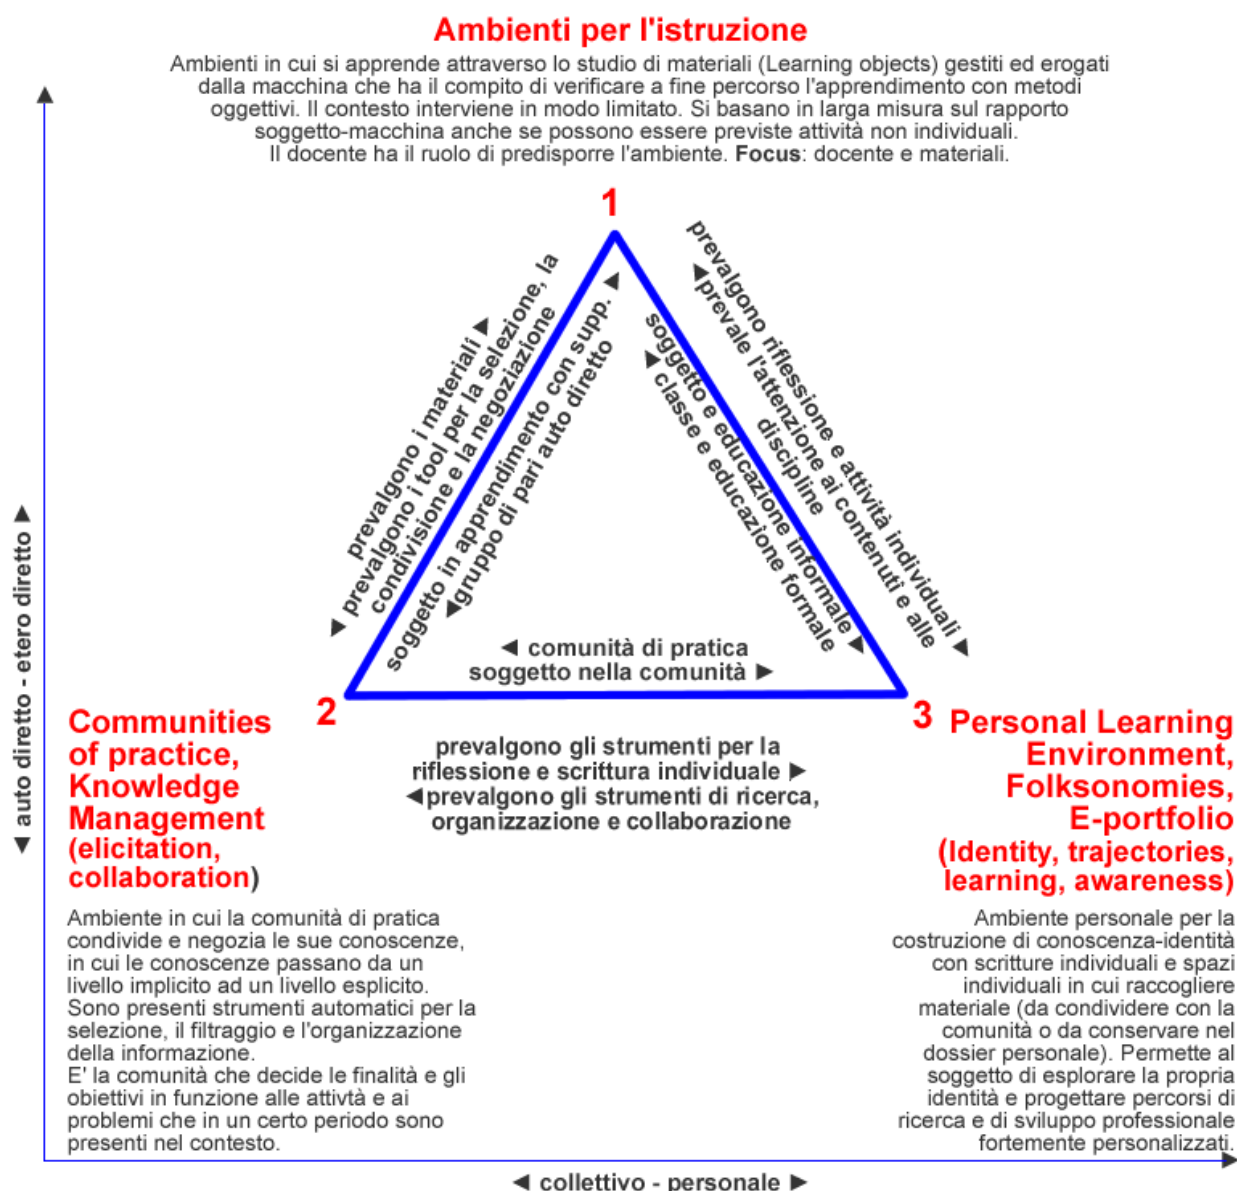 Ambienti per l'istruzione
Ambienti in cui si apprende attraverso lo studio di materiali (Learning objects) gestiti ed erogati
dalla macchina che ha il compito di verificare a fine percorso l'apprendimento con metodi
oggettivi. Il contesto interviene in modo limitato. Si basano in larga misura sul rapporto
soggetto-macchina anche se possono essere previste attività non individuali.
Il docente ha il ruolo di predisporre l'ambiente. Focus: docente e materiali.
1
prevalgono i materiali ►
◄ prevalgono i tool per la selezione, la
condivisione e la negoziazione
soggetto in apprendimento con supp. ►
◄gruppo di pari auto diretto
prevalgono riflessione e attività individuali ►
◄prevale l'attenzione ai contenuti e alle
discipline
soggetto e educazione informale ►
◄ classe e educazione formale
◄ comunità di pratica
soggetto nella comunità ►
2
3
prevalgono gli strumenti per la
riflessione e scrittura individuale ►
◄prevalgono gli strumenti di ricerca,
organizzazione e collaborazione
Communities
of practice,
Knowledge
Management
(elicitation,
collaboration)
Ambiente in cui la comunità di pratica
condivide e negozia le sue conoscenze,
in cui le conoscenze passano da un
livello implicito ad un livello esplicito.
Sono presenti strumenti automatici per la
selezione, il filtraggio e l'organizzazione
della informazione.
E' la comunità che decide le finalità e gli
obiettivi in funzione alle attivtà e ai
problemi che in un certo periodo sono
presenti nel contesto.
Personal Learning
Environment,
Folksonomies,
E-portfolio
(Identity, trajectories,
learning, awareness)
Ambiente personale per la
costruzione di conoscenza-identità
con scritture individuali e spazi
individuali in cui raccogliere
materiale (da condividere con la
comunità o da conservare nel
dossier personale). Permette al
soggetto di esplorare la propria
identità e progettare percorsi di
ricerca e di sviluppo professionale
fortemente personalizzati.
◄ auto diretto - etero diretto ►
◄ collettivo - personale ►